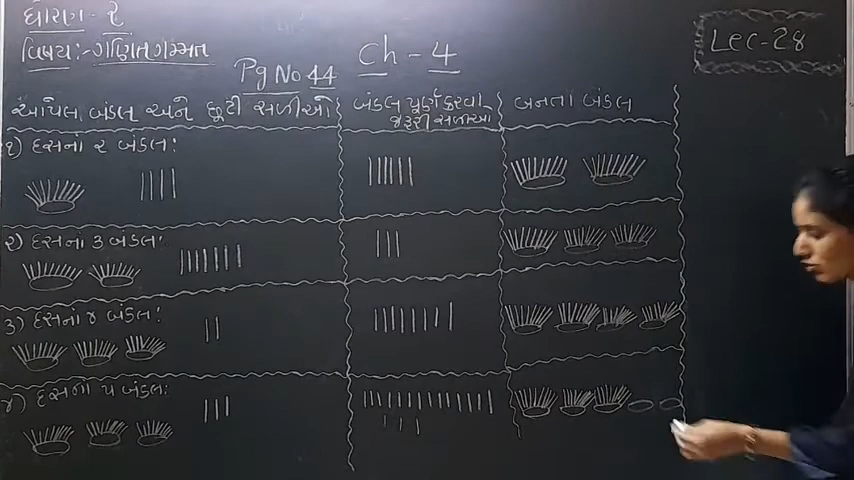 ધોરણ - ૨
વિષય:- ગણિતગમ્મત
Ch - 4
Lec-28
Pg No 44
આપેલ બંડલ અને છૂટી સળીઓ
બંડલ પૂર્ણ કરવા જરૂરી સળીઓ
બનતા બંડલ
૧) દસનાં ૨ બંડલ:
૨) દસનાં ૩ બંડલ:
૩) દસનાં ૪ બંડલ:
૪) દસના ૫ બંડલ: